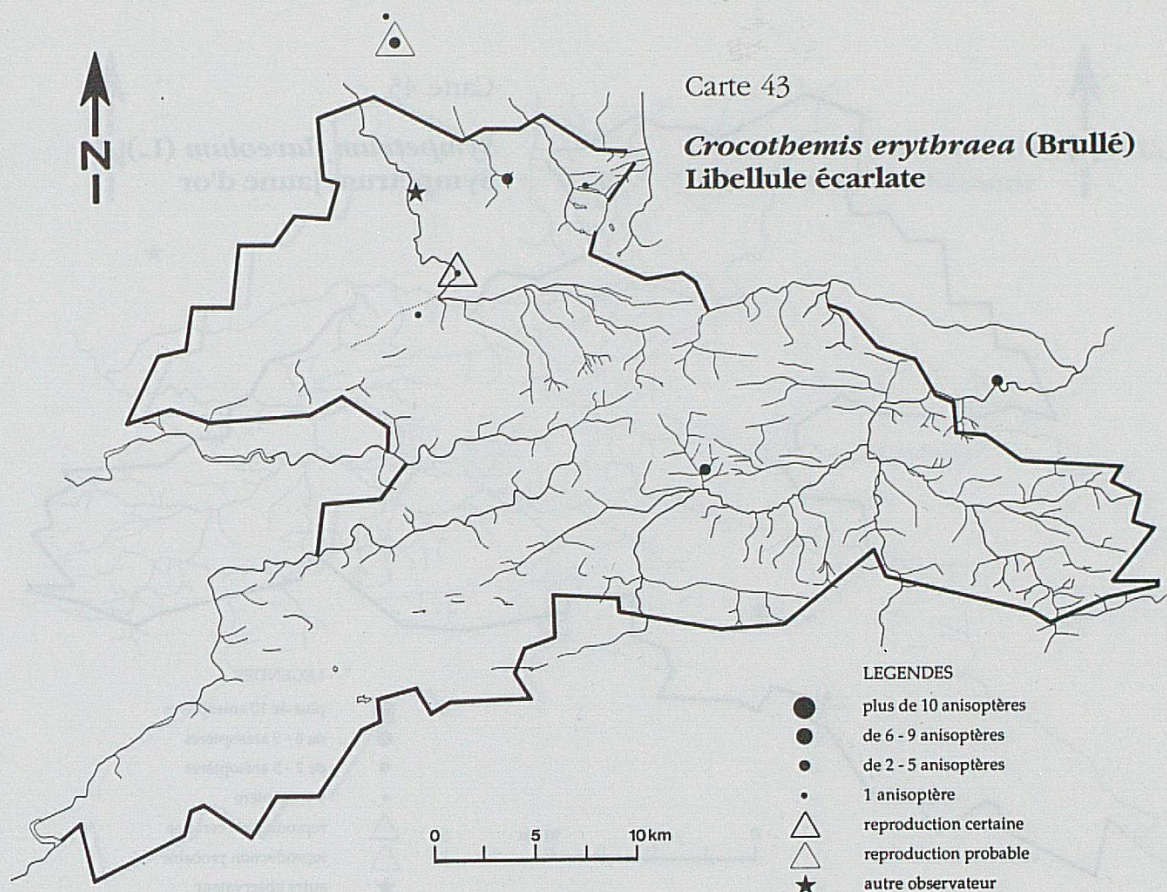 N
Carte 43
Crocothemis erythraea (Brullé)
Libellule écarlate
LEGENDES
plus de 10 anisoptères
de 6 - 9 anisoptères
de 2 - 5 anisoptères
1 anisoptère
reproduction certaine
reproduction probable
autre observateur
0 5 10 km